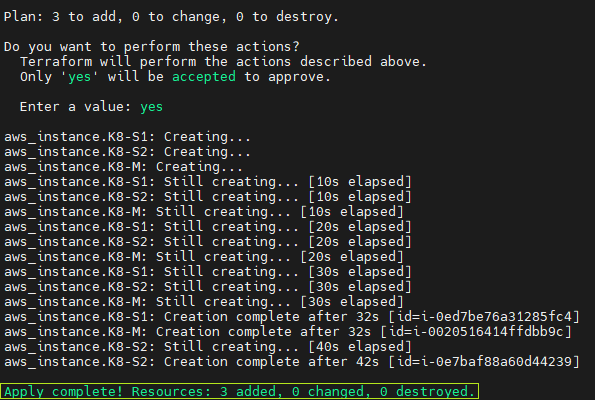 Plan: 3 to add, 0 to change, 0 to destroy.
Do you want to perform these actions?
Terraform will perform the actions described above.
Only 'yes' will be accepted to approve.
Enter a value: yes
aws_instance.K8-S1: Creating...
aws_instance.K8-S2: Creating...
aws_instance.K8-M: Creating...
aws_instance.K8-S1: Still creating... [10s elapsed]
aws_instance.K8-S2: Still creating... [10s elapsed]
aws_instance.K8-M: Still creating... [10s elapsed]
aws_instance.K8-S1: Still creating... [20s elapsed]
aws_instance.K8-S2: Still creating... [20s elapsed]
aws_instance.K8-M: Still creating... [20s elapsed]
aws_instance.K8-S1: Still creating... [30s elapsed]
aws_instance.K8-S2: Still creating... [30s elapsed]
aws_instance.K8-M: Still creating... [30s elapsed]
aws_instance.K8-S1: Creation complete after 32s [id=i-0ed7be76a31285fc4]
aws_instance.K8-M: Creation complete after 32s [id=i-0020516414ffdbb9c]
aws_instance.K8-S2: Still creating... [40s elapsed]
aws_instance.K8-S2: Creation complete after 42s [id=i-0e7baf88a60d44239]
Apply complete! Resources: 3 added, 0 changed, 0 destroyed.